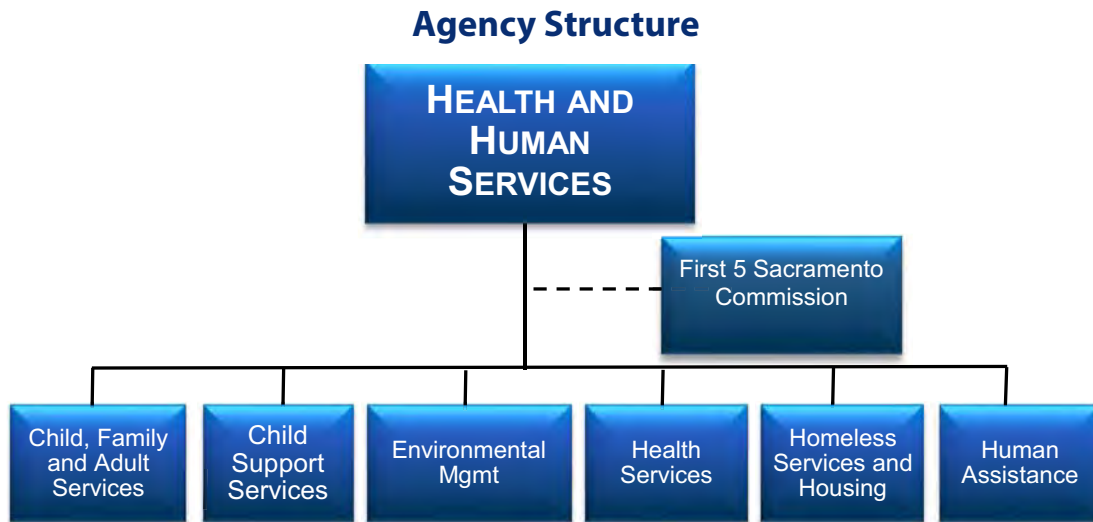 Agency Structure
HEALTH AND
HUMAN
SERVICES
First 5 Sacramento
Commission
Child, Family
and Adult
Services
Child
Support
Services
Environmental
Mgmt
Health
Services
Homeless
Services and
Housing
Human
Assistance